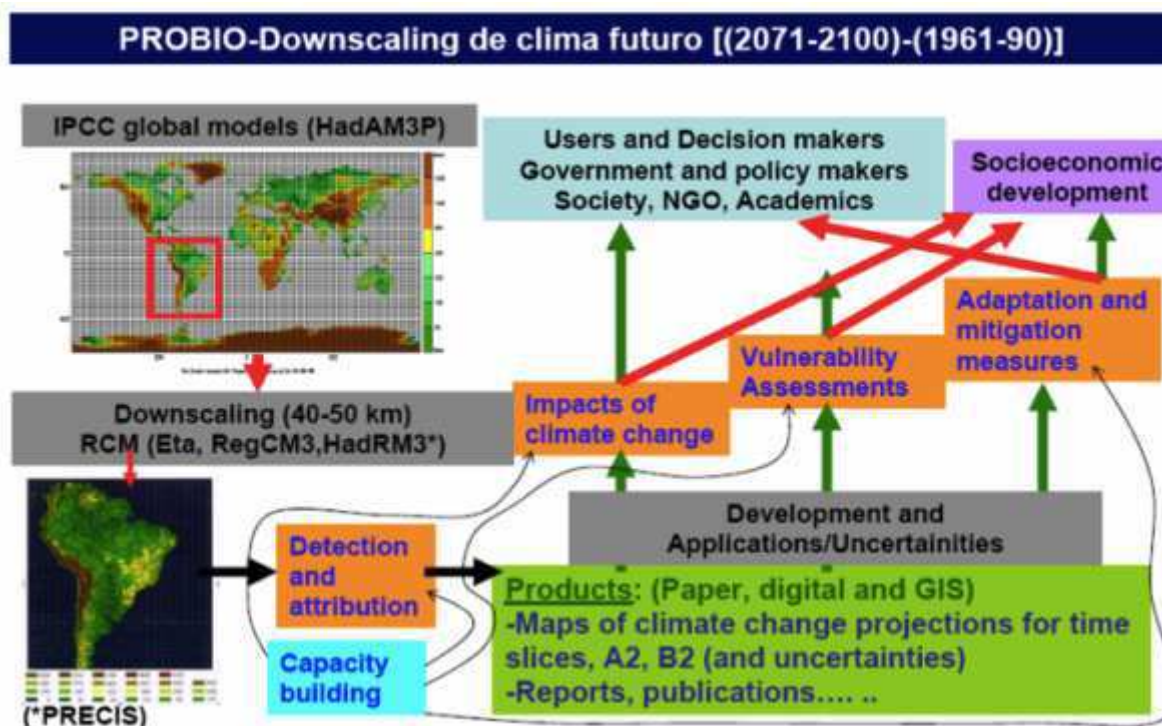 PROBIO-Downscaling de clima futuro [(2071-2100)-(1961-90)]
IPCC global models (HadAM3P)
Users and Decision makers
Government and policy makers
Society, NGO, Academics
Socioeconomic
development
Adaptation and
mitigation
measures
Vulnerability
Assessments
Impacts of
climate change
Downscaling (40-50 km)
RCM (Eta, RegCM3,HadRM3*)
Development and
Applications/Uncertainities
Detection
and
attribution
Products: (Paper, digital and GIS)
-Maps of climate change projections for time
slices, A2, B2 (and uncertainties)
-Reports, publications.... ..
Capacity
building
(*PRECIS)